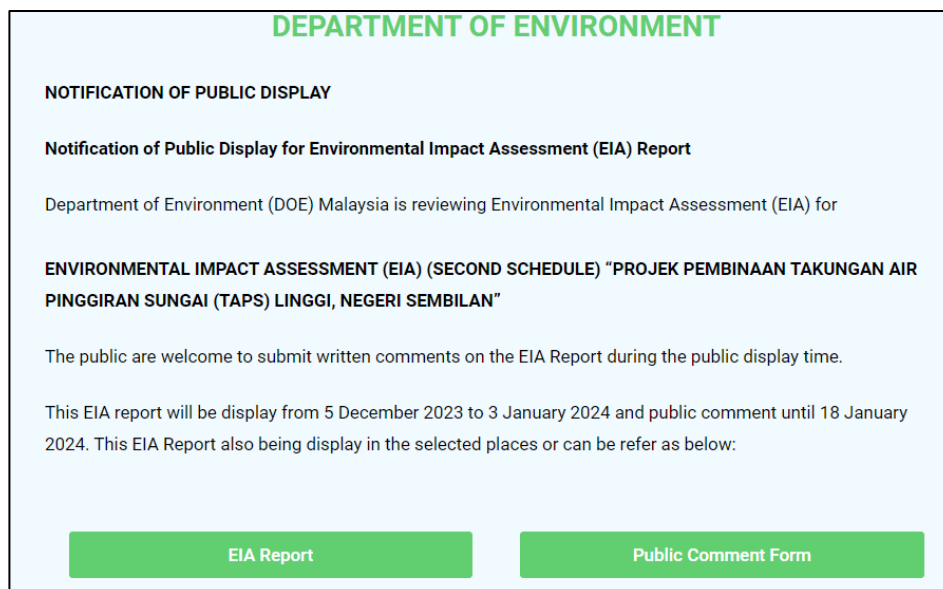 DEPARTMENT OF ENVIRONMENT
NOTIFICATION OF PUBLIC DISPLAY
Notification of Public Display for Environmental Impact Assessment (EIA) Report
Department of Environment (DOE) Malaysia is reviewing Environmental Impact Assessment (EIA) for
ENVIRONMENTAL IMPACT ASSESSMENT (EIA) (SECOND SCHEDULE) “PROJEK PEMBINAAN TAKUNGAN AIR
PINGGIRAN SUNGAI (TAPS) LINGGI, NEGERI SEMBILAN”
The public are welcome to submit written comments on the EIA Report during the public display time.
This EIA report will be display from 5 December 2023 to 3 January 2024 and public comment until 18 January
2024. This EIA Report also being display in the selected places or can be refer as below:
EIA Report
Public Comment Form